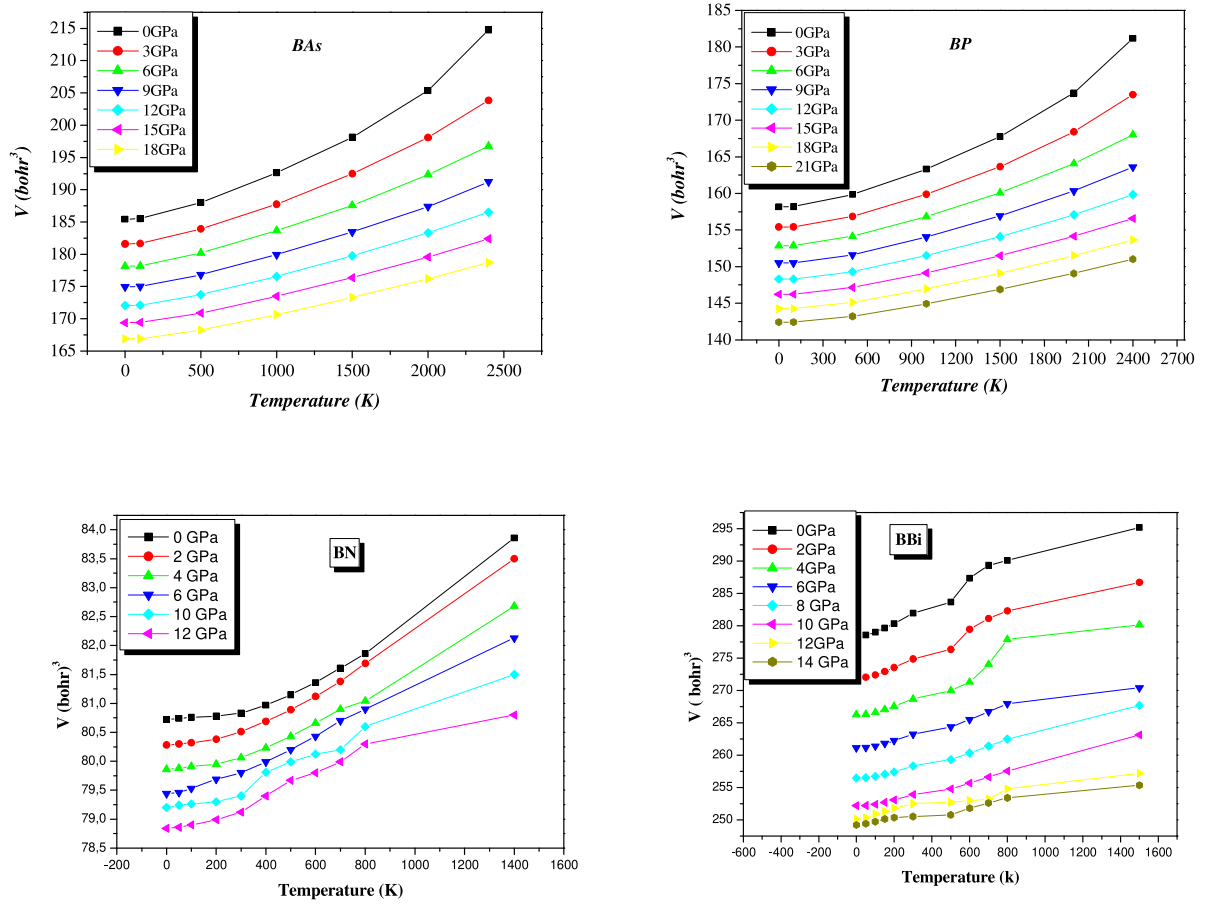 BAs
0GPa
3GPa
6GPa
9GPa
12GPa
15GPa
18GPa
215
210
205
200
195
190
185
180
175
170
165
V (bohr³)
0 500 1000 1500 2000 2500
Temperature (K)
BP
0GPa
3GPa
6GPa
9GPa
12GPa
15GPa
18GPa
21GPa
185
180
175
170
165
160
155
150
145
140
V (bohr³)
0 300 600 900 1200 1500 1800 2100 2400 2700
Temperature (K)
BN
0 GPa
2 GPa
4 GPa
6 GPa
10 GPa
12 GPa
84,0
83,5
83.0
82.5
82.0
81.5
81.0
80.5
80.0
79.5
79.0
78.5
V (bohr)³
-200 0 200 400 600 800 1000 1200 1400 1600
Temperature (K)
BBi
0GPa
2GPa
4GPa
6GPa
8 GPa
10 GPa
12GPa
14 GPa
295
290
285
280
275
270
265
260
255
250
V ( bohr)³
-600 -400 -200 0 200 400 600 800 1000 1200 1400 1600
Temperature (k)